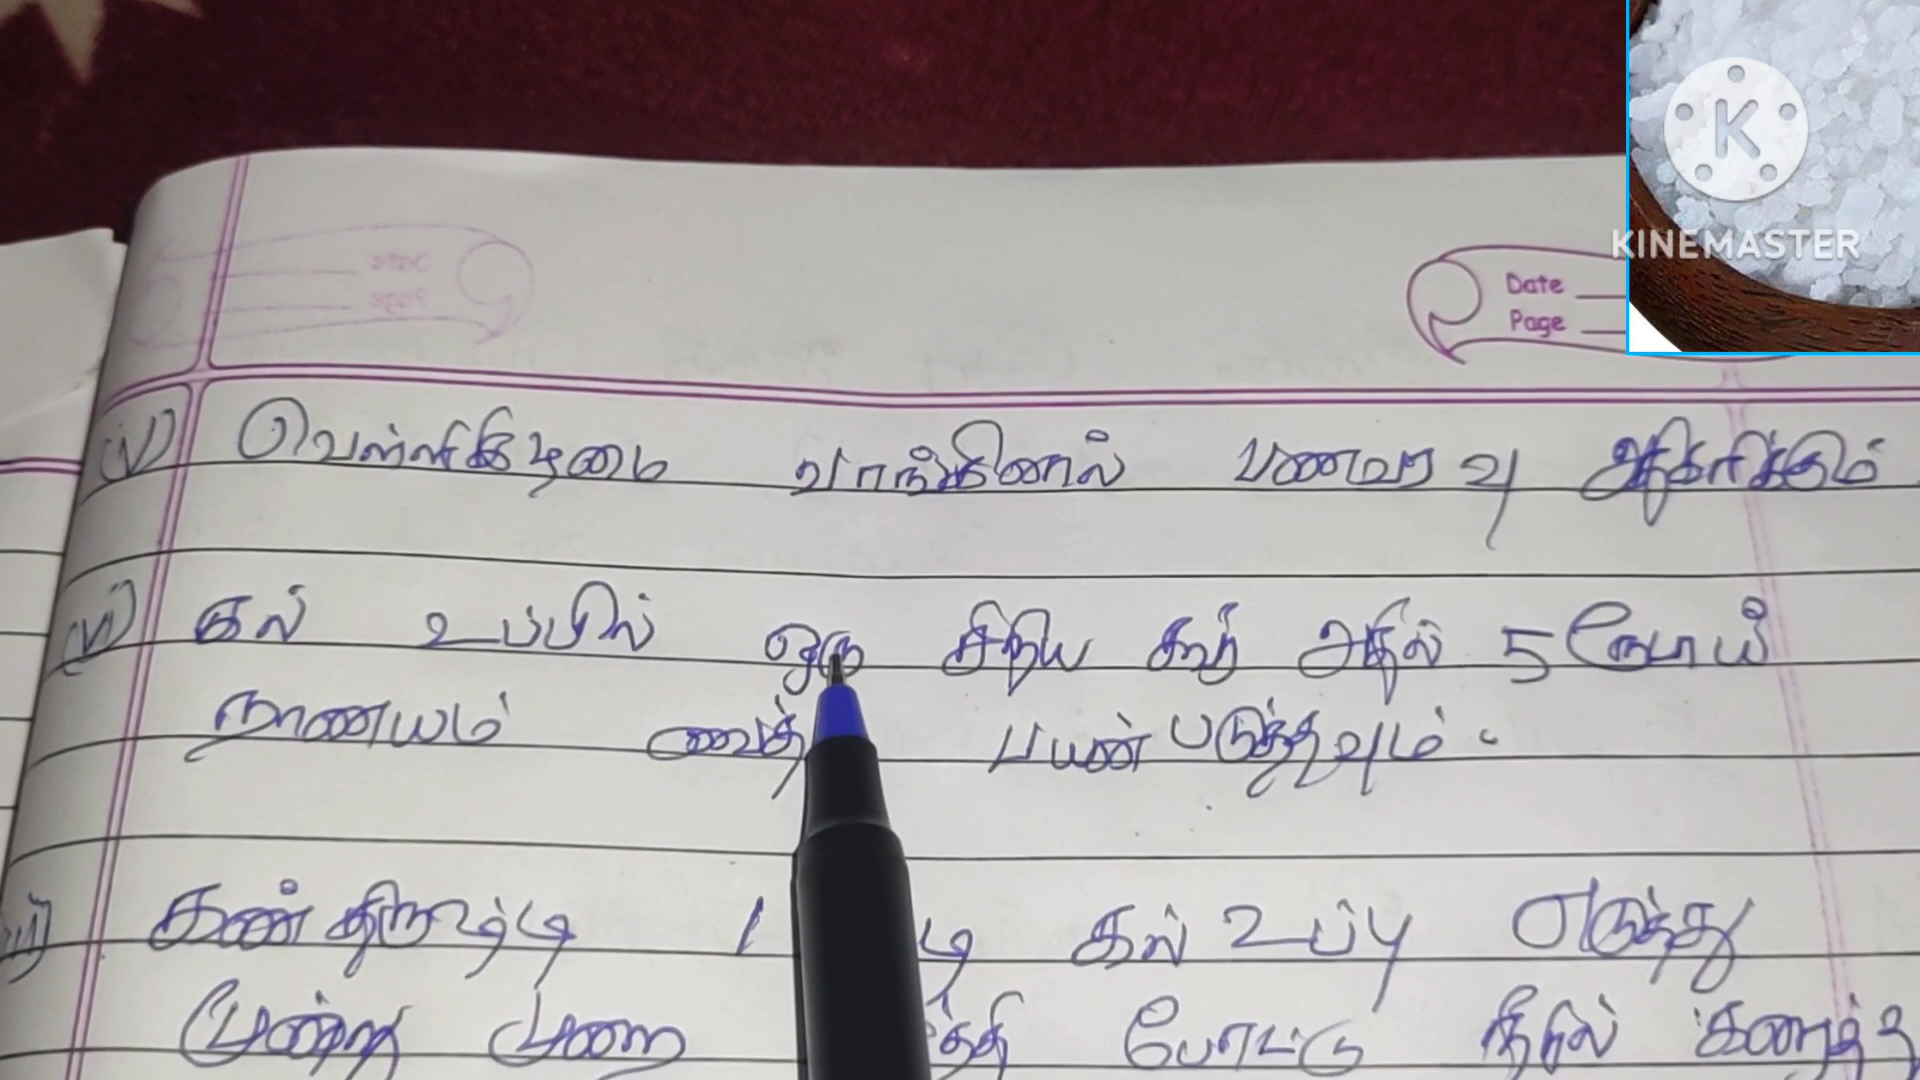 KINEMASTER
Date
Page
(v) வெள்ளிகிழமை வாங்கினால் பணவரவு அதிகரிக்கும்
(vi) கல் உப்பில் ஒரு சிறிய கூர் அதில் 5 ரூபாய்
நாணயம் வைத் பயன்படுத்தவும்.
கண் திருஷ்டி 1 டி கல் உப்பு எடுத்து
மூன்று முறை த்தி போட்டு நீரில்